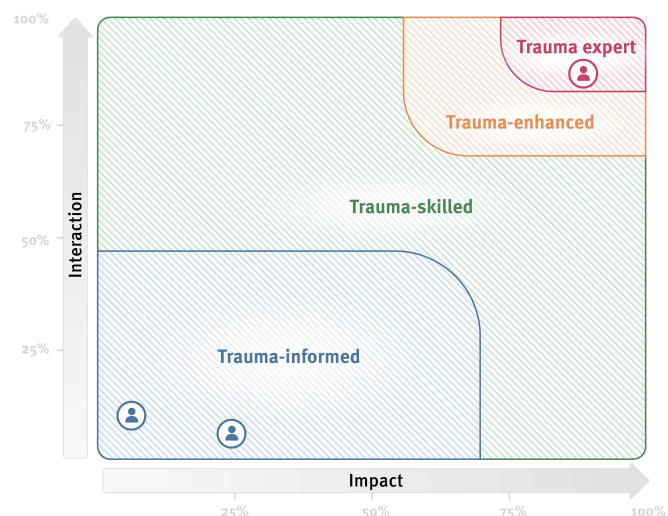 100%
Trauma expert
75%
Trauma-enhanced
Trauma-skilled
50%
Interaction
25%
Trauma-informed
Impact
25%
50%
75%
100%